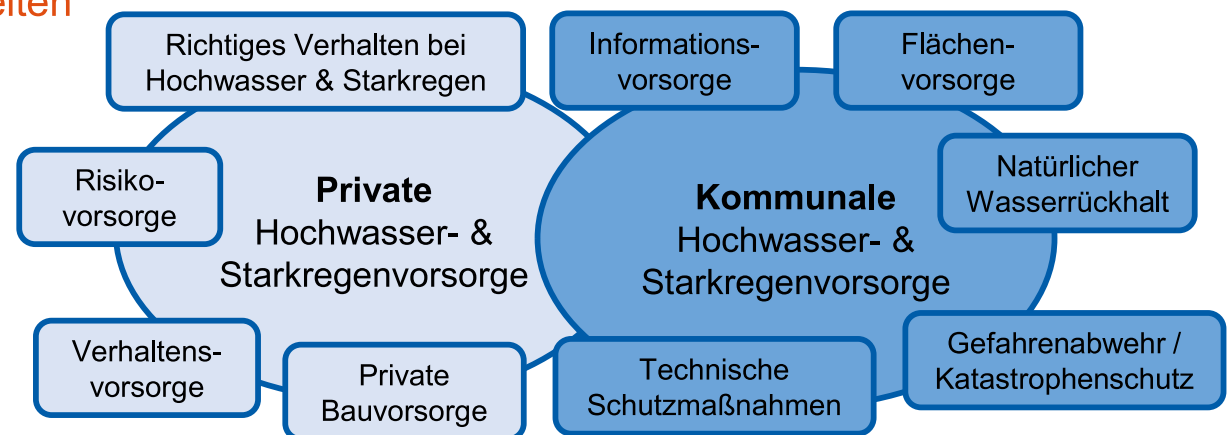 Richtiges Verhalten bei
Hochwasser & Starkregen
Informations-
vorsorge
Flächen-
vorsorge
Risiko-
vorsorge
Private
Hochwasser- &
Starkregenvorsorge
Kommunale
Hochwasser- &
Starkregenvorsorge
Natürlicher
Wasserrückhalt
Verhaltens-
vorsorge
Private
Bauvorsorge
Technische
Schutzmaßnahmen
Gefahrenabwehr /
Katastrophenschutz